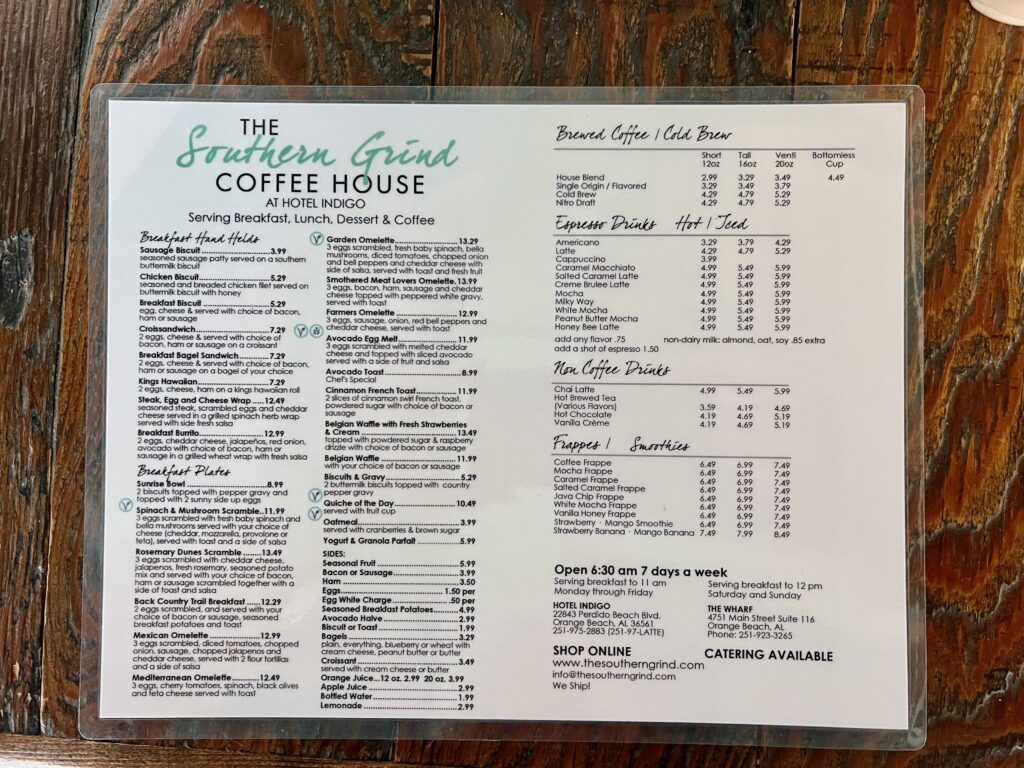 THE
Southern Grind
COFFEE HOUSE
AT HOTEL INDIGO
Serving Breakfast, Lunch, Dessert & Coffee
Breakfast Hand Helds
Sausage Biscuit 3.99
seasoned sausage patty served on a southern
buttermilk biscuit
Chicken Biscuit 5.29
seasoned and breaded chicken filet served on
buttermilk biscuit with honey
Breakfast Biscuit 5.29
egg, cheese & served with choice of bacon,
ham or sausage
Croissandwich 7.29
2 eggs, cheese & served with choice of
bacon, ham or sausage on a croissant
Breakfast Bagel Sandwich 7.29
2 eggs, cheese & served with choice of bacon,
ham or sausage on a bagel of your choice
Kings Hawaiian 7.29
2 eggs, cheese, ham on a kings hawaiian roll
Steak, Egg and Cheese Wrap 12.49
seasoned steak, scrambled eggs and cheddar
cheese served in a grilled spinach herb wrap
served with side fresh salsa
Breakfast Burrito 12.99
2 eggs, cheddar cheese, jalapeños, red onion,
avocado with choice of bacon, ham or
sausage in a grilled wheat wrap with fresh salsa
Breakfast Plates
Sunrise Bowl 8.99
2 biscuits topped with pepper gravy and
topped with 2 sunny side up eggs
Spinach & Mushroom Scramble..11.99
3 eggs scrambled with fresh baby spinach and
bella mushrooms served with your choice of
cheese (cheddar, mozzarella, provolone or
feta), served with toast and a side of salsa
Rosemary Dunes Scramble 13.49
3 eggs scrambled with cheddar cheese,
jalapenos, fresh rosemary, seasoned potato
mix and served with your choice of bacon,
ham or sausage scrambled together with a
side of toast and salsa
Back Country Trail Breakfast 12.29
2 eggs scrambled, and served with your
choice of bacon or sausage, seasoned
breakfast potatoes and toast
Mexican Omelette 12.99
3 eggs scrambled, diced tomatoes, chopped
onion, sausage, chopped jalapenos and
cheddar cheese, served with 2 flour tortillas
and a side of salsa
Mediterranean Omelette 12.49
3 eggs, cherry tomatoes, spinach, black olives
and feta cheese served with toast
Garden Omelette 13.29
3 eggs scrambled, fresh baby spinach, bella
mushrooms, diced tomatoes, chopped onion
and bell peppers and cheddar cheese with
side of salsa, served with toast and fresh fruit
Smothered Meat Lovers Omelette. 13.99
3 eggs, bacon, ham, sausage and cheddar
cheese topped with peppered white gravy,
served with toast
Farmers Omelette 12.99
3 eggs, sausage, onion, red bell peppers and
cheddar cheese, served with toast
Avocado Egg Melt 11.99
3 eggs scrambled with melted cheddar
cheese and topped with sliced avocado
served with a side of fruit and salsa
Avocado Toast 8.99
Chef's Special
Cinnamon French Toast 11.99
2 slices of cinnamon swirl French toast,
powdered sugar with choice of bacon or
sausage
Belgian Waffle with Fresh Strawberries
& Cream 13.49
topped with powdered sugar & raspberry
drizzle with choice of bacon or sausage
Belgian Waffle 11.99
with your choice of bacon or sausage
Biscuits & Gravy 5.29
2 buttermilk biscuits topped with country
pepper gravy
Quiche of the Day 10.49
served with fruit cup
Oatmeal 3.99
served with cranberries & brown sugar
Yogurt & Granola Parfait 5.99
SIDES:
Seasonal Fruit 5.99
Bacon or Sausage 3.99
Ham 3.50
Eggs 1.50 per
Egg White Charge .50 per
Seasoned Breakfast Potatoes 4.99
Avocado Halve 2.99
Biscuit or Toast 1.99
Bagels 3.29
plain, everything, blueberry or wheat with
cream cheese, peanut butter or butter
Croissant 3.49
served with cream cheese or butter
Orange Juice...12 oz. 2.99 20 oz. 3.99
Apple Juice 2.99
Bottled Water 1.99
Lemonade 2.99
Brewed Coffee | Cold Brew
Short Tall Venti Bottomless
12oz 16oz 20oz Cup
House Blend 2.99 3.29 3.49 4.49
Single Origin / Flavored 3.29 3.49 3.79
Cold Brew 4.29 4.79 5.29
Nitro Draft 4.29 4.79 5.29
Espresso Drinks Hot | Iced
Americano 3.29 3.79 4.29
Latte 4.29 4.79 5.29
Cappuccino 3.99
Caramel Macchiato 4.99 5.49 5.99
Salted Caramel Latte 4.99 5.49 5.99
Creme Brulee Latte 4.99 5.49 5.99
Mocha 4.99 5.49 5.99
Milky Way 4.99 5.49 5.99
White Mocha 4.99 5.49 5.99
Peanut Butter Mocha 4.99 5.49 5.99
Honey Bee Latte 4.99 5.49 5.99
add any flavor .75 non-dairy milk: almond, oat, soy .85 extra
add a shot of espresso 1.50
Non Coffee Drinks
Chai Latte 4.99 5.49 5.99
Hot Brewed Tea
(Various Flavors) 3.59 4.19 4.69
Hot Chocolate 4.19 4.69 5.19
Vanilla Crème 4.19 4.69 5.19
Frappes | Smoothies
Coffee Frappe 6.49 6.99 7.49
Mocha Frappe 6.49 6.99 7.49
Caramel Frappe 6.49 6.99 7.49
Salted Caramel Frappe 6.49 6.99 7.49
Java Chip Frappe 6.49 6.99 7.49
White Mocha Frappe 6.49 6.99 7.49
Vanilla Honey Frappe 6.49 6.99 7.49
Strawberry · Mango Smoothie 6.49 6.99 7.49
Strawberry Banana · Mango Banana 7.49 7.99 8.49
Open 6:30 am 7 days a week
Serving breakfast to 11 am
Monday through Friday
Serving breakfast to 12 pm
Saturday and Sunday
HOTEL INDIGO
22843 Perdido Beach Blvd.
Orange Beach, AL 36561
251-975-2883 (251-97-LATTE)
THE WHARF
4751 Main Street Suite 116
Orange Beach, AL
Phone: 251-923-3265
SHOP ONLINE
www.thesoutherngrind.com
info@thesoutherngrind.com
We Ship!
CATERING AVAILABLE